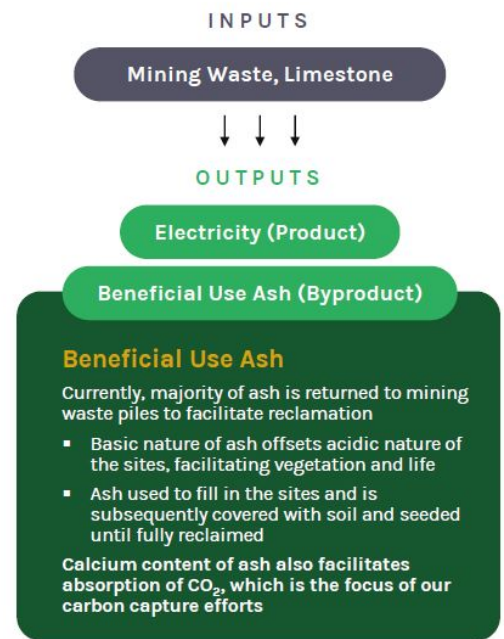 INPUTS
Mining Waste, Limestone
OUTPUTS
Electricity (Product)
Beneficial Use Ash (Byproduct)
Beneficial Use Ash
Currently, majority of ash is returned to mining
waste piles to facilitate reclamation
▪ Basic nature of ash offsets acidic nature of
the sites, facilitating vegetation and life
▪ Ash used to fill in the sites and is
subsequently covered with soil and seeded
until fully reclaimed
Calcium content of ash also facilitates
absorption of CO₂, which is the focus of our
carbon capture efforts